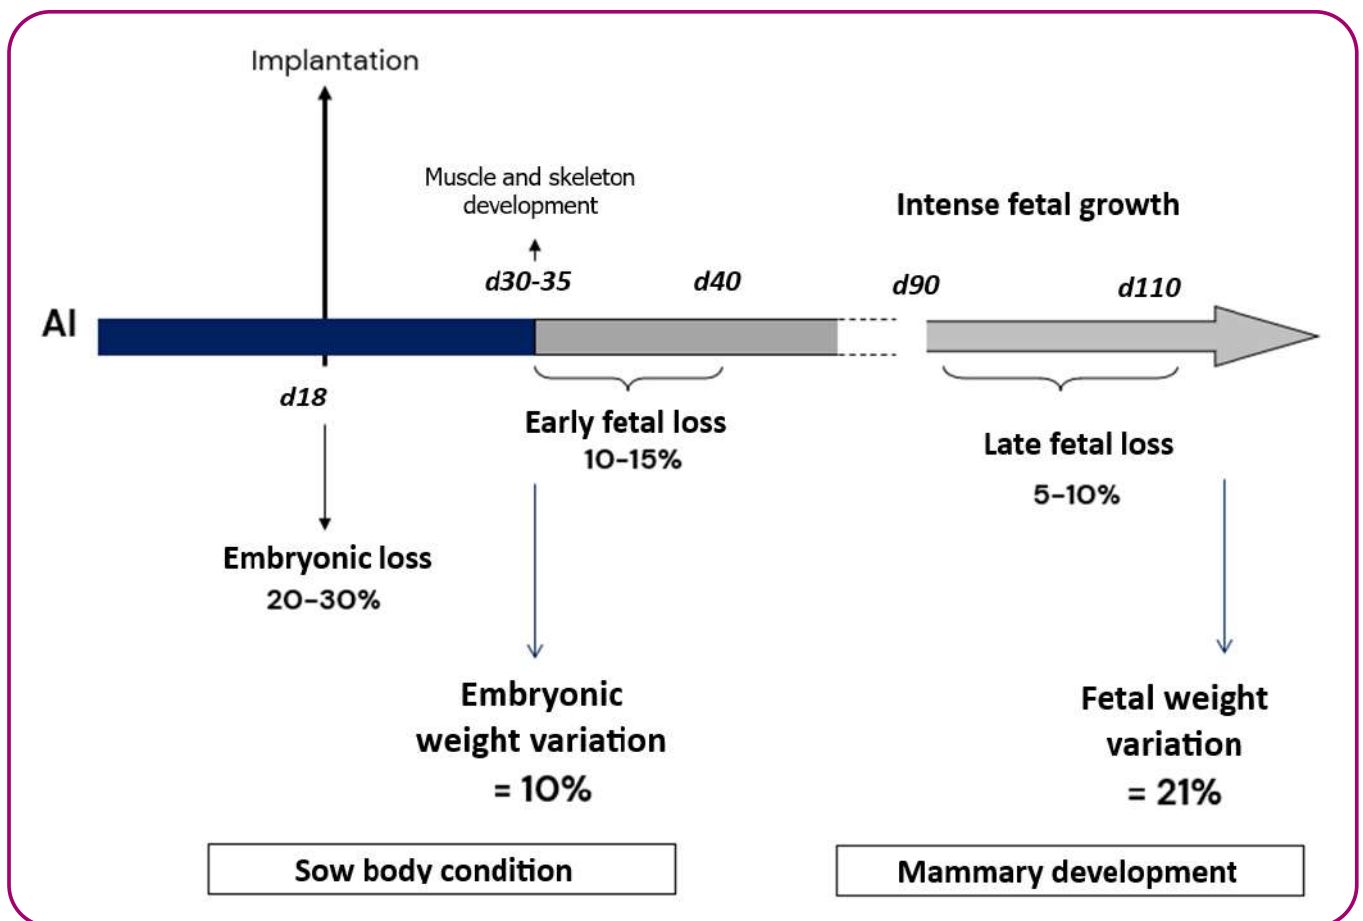 Implantation
Muscle and skeleton
development
Intense fetal growth
d30-35
d40
d90
d110
AI
d18
Early fetal loss
10-15%
Late fetal loss
5-10%
Embryonic loss
20-30%
Embryonic
weight variation
= 10%
Fetal weight
variation
= 21%
Sow body condition
Mammary development